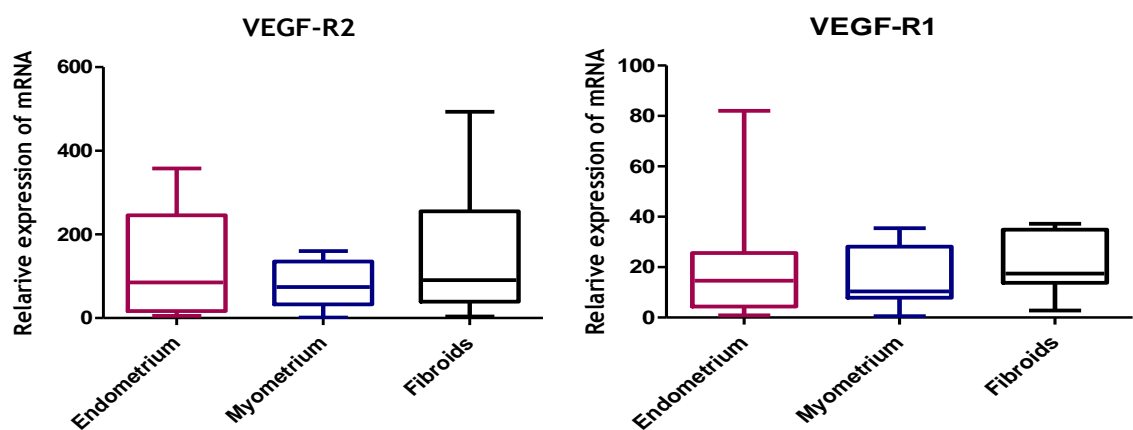 VEGF-R2
Relarive expression of mRNA
600
400
200
0
Endometrium
Myometrium
Fibroids
VEGF-R1
Relarive expression of mRNA
100
80
60
40
20
0
Endometrium
Myometrium
Fibroids